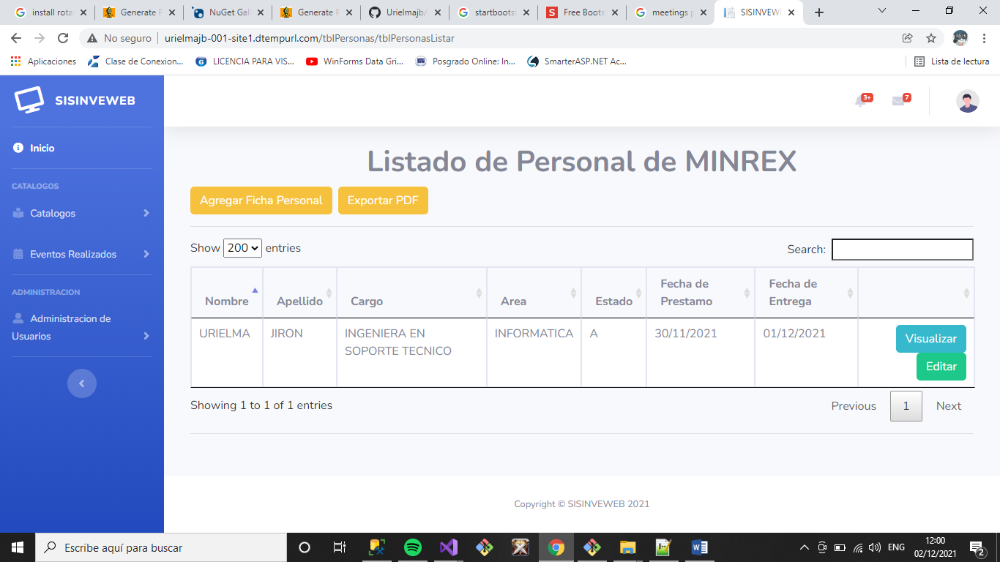 install rota
Generate P
NuGet Gall
Generate P
Urielmajb/
startbootst
Free Boots
meetings p
SISINVEW
No seguro
urielmajb-001-site1.dtempurl.com/tblPersonas/tblPersonasListar
Aplicaciones
Clase de Conexion...
LICENCIA PARA VIS...
WinForms Data Gri...
Posgrado Online: In...
SmarterASP.NET Ac...
Lista de lectura
SISINVEWEB
3+
7
Inicio
CATALOGOS
Catalogos
Eventos Realizados
ADMINISTRACION
Administracion de
Usuarios
Listado de Personal de MINREX
Agregar Ficha Personal
Exportar PDF
Show 200 entries
Search:
Nombre
Apellido
Cargo
Area
Estado
Fecha de
Prestamo
Fecha de
Entrega
URIELMA
JIRON
INGENIERA EN
SOPORTE TECNICO
INFORMATICA
A
30/11/2021
01/12/2021
Visualizar
Editar
Showing 1 to 1 of 1 entries
Previous
1
Next
Copyright © SISINVEWEB 2021
Escribe aquí para buscar
ENG
12:00
02/12/2021
2